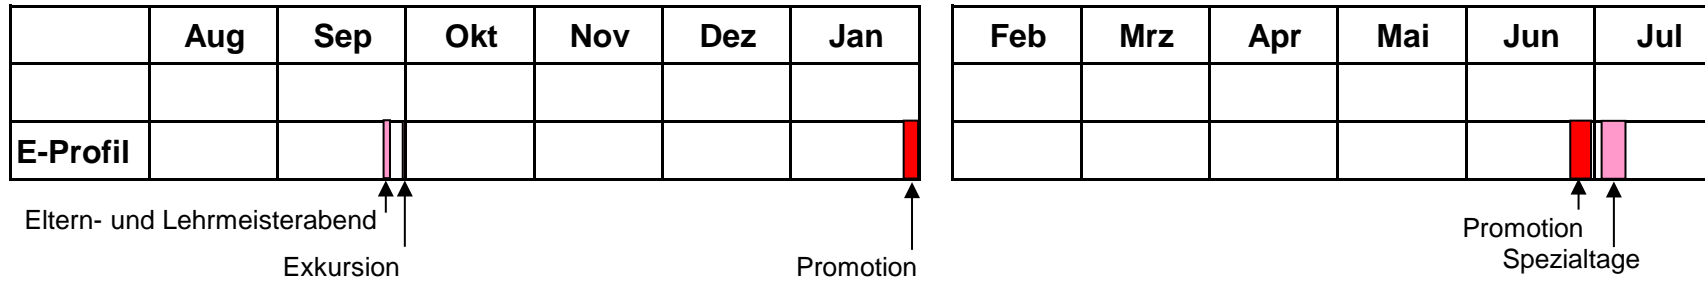 Aug Sep Okt Nov Dez Jan Feb Mrz Apr Mai Jun Jul
E-Profil
Eltern- und Lehrmeisterabend
Exkursion
Promotion
Promotion
Spezialtage